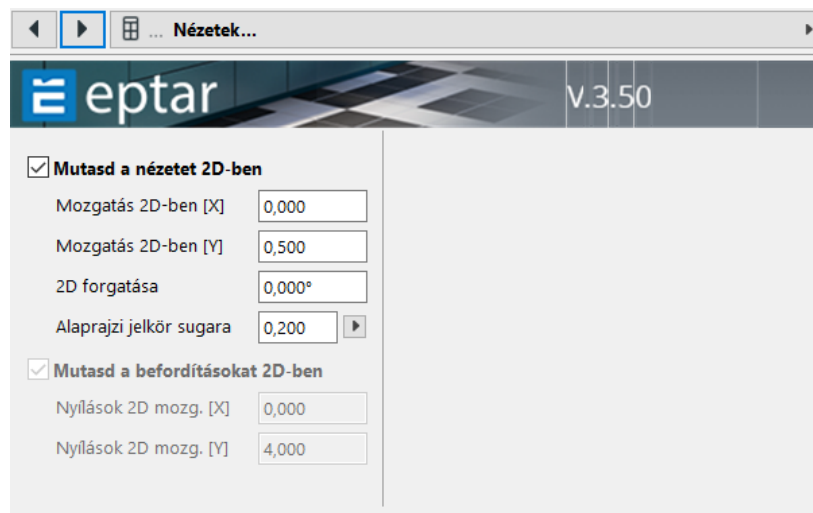 ... Nézetek...
eptar
V.3.50
Mutasd a nézetet 2D-ben
Mozgatás 2D-ben [X] 0,000
Mozgatás 2D-ben [Y] 0,500
2D forgatása 0,000°
Alaprajzi jelkör sugara 0,200
Mutasd a befordításokat 2D-ben
Nyílások 2D mozg. [X] 0,000
Nyílások 2D mozg. [Y] 4,000